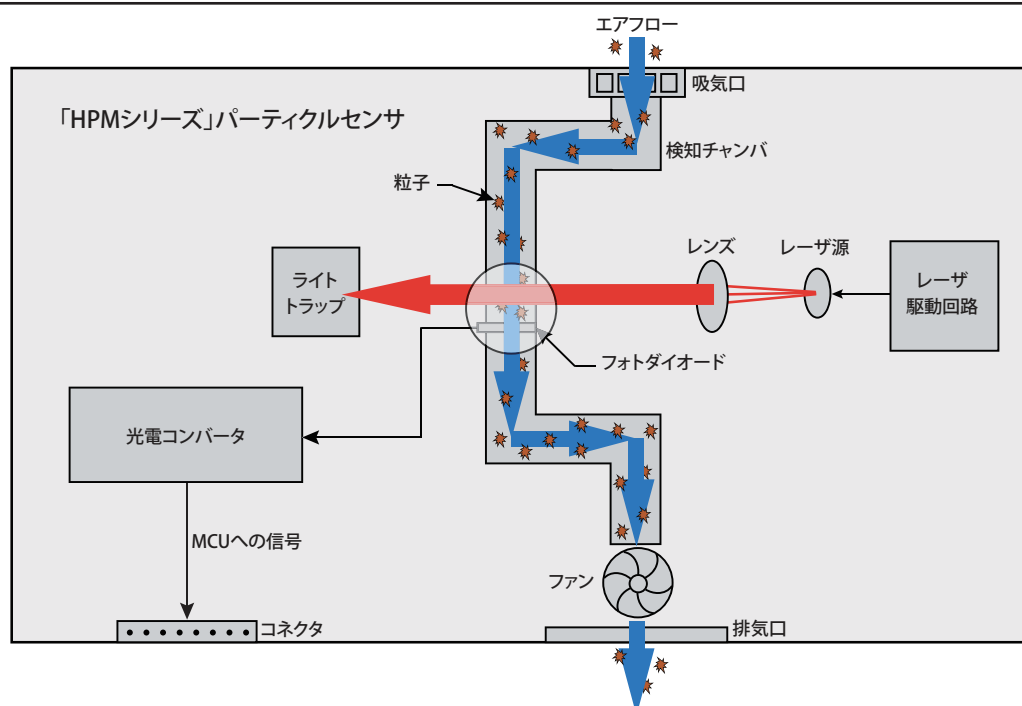 エアフロー
吸気口
「HPMシリーズ」パーティクルセンサ
検知チャンバ
粒子
レンズ
レーザ源
ライト
トラップ
レーザ
駆動回路
フォトダイオード
光電コンバータ
MCUへの信号
ファン
コネクタ
排気口